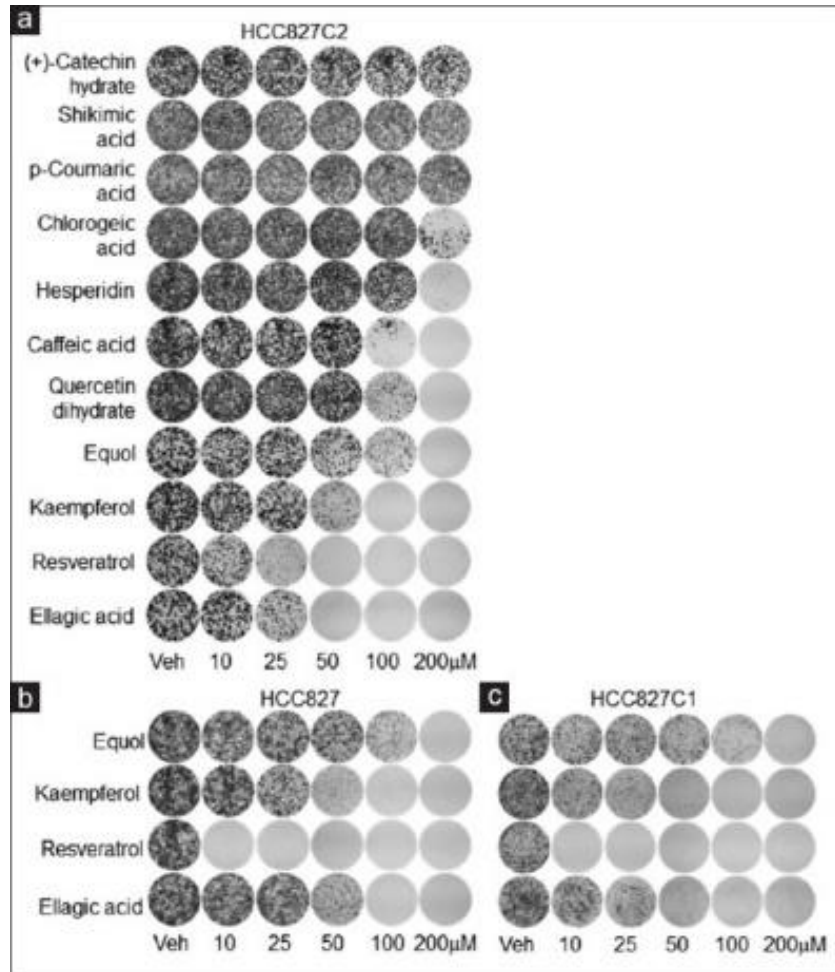 a
HCC827C2
(+)-Catechin
hydrate
Shikimic
acid
p-Coumaric
acid
Chlorogeic
acid
Hesperidin
Caffeic acid
Quercetin
dihydrate
Equol
Kaempferol
Resveratrol
Ellagic acid
Veh 10 25 50 100 200μM
b
HCC827
Equol
Kaempferol
Resveratrol
Ellagic acid
Veh 10 25 50 100 200μM
c
HCC827C1
Veh 10 25 50 100 200μM